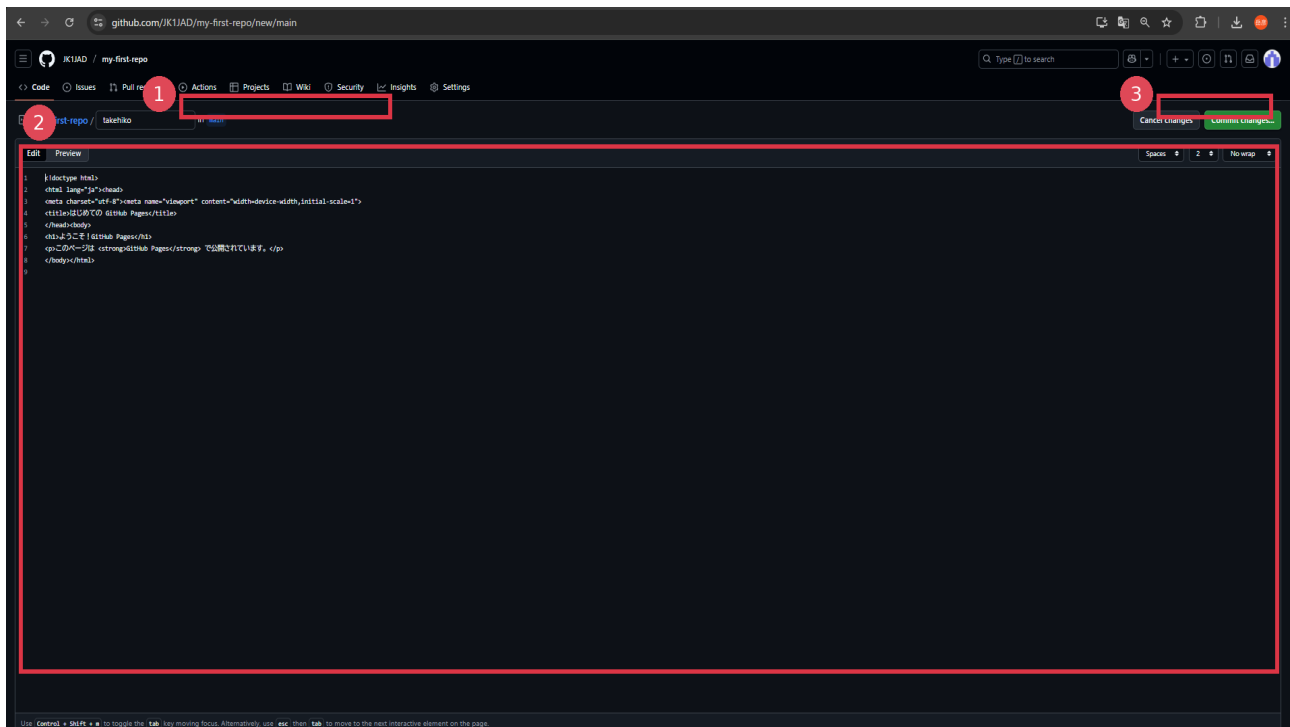 github.com/JK1JAD/my-first-repo/new/main
JK1JAD / my-first-repo
Type / to search
Code Issues Pull re Actions Projects Wiki Insights Security Settings
1
3
2
rst-repo / takehiko in main
Cancel changes Commit changes...
Edit Preview
Spaces 2 No wrap
1 <!doctype html>
2 <html lang="ja"><head>
3 <meta charset="utf-8"><meta name="viewport" content="width=device-width,initial-scale=1">
4 <title>はじめての GitHub Pages</title>
5 </head><body>
6 <h1>ようこそ！GitHub Pages</h1>
7 <p>このページは <strong>GitHub Pages</strong> で公開されています。</p>
8 </body></html>
9
Use Control + Shift + m to toggle the tab key moving focus. Alternatively, use esc then tab to move to the next interactive element on the page.